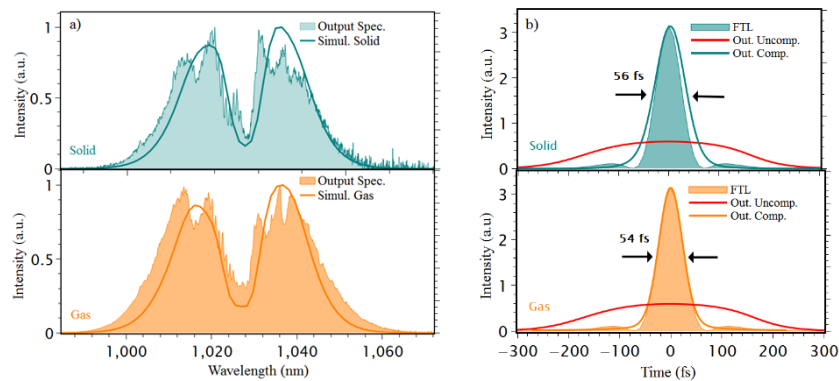 a)
Output Spec.
Simul. Solid
Intensity (a.u.)
1
0.5
0
Solid
Output Spec.
Simul. Gas
Intensity (a.u.)
1
0.5
0
Gas
1,000
1,020
1,040
1,060
Wavelength (nm)
b)
FTL
Out. Uncomp.
Out. Comp.
Intensity (a.u.)
3
2
1
0
56 fs
Solid
FTL
Out. Uncomp.
Out. Comp.
Intensity (a.u.)
3
2
1
0
54 fs
Gas
−300
−200
−100
0
100
200
300
Time (fs)